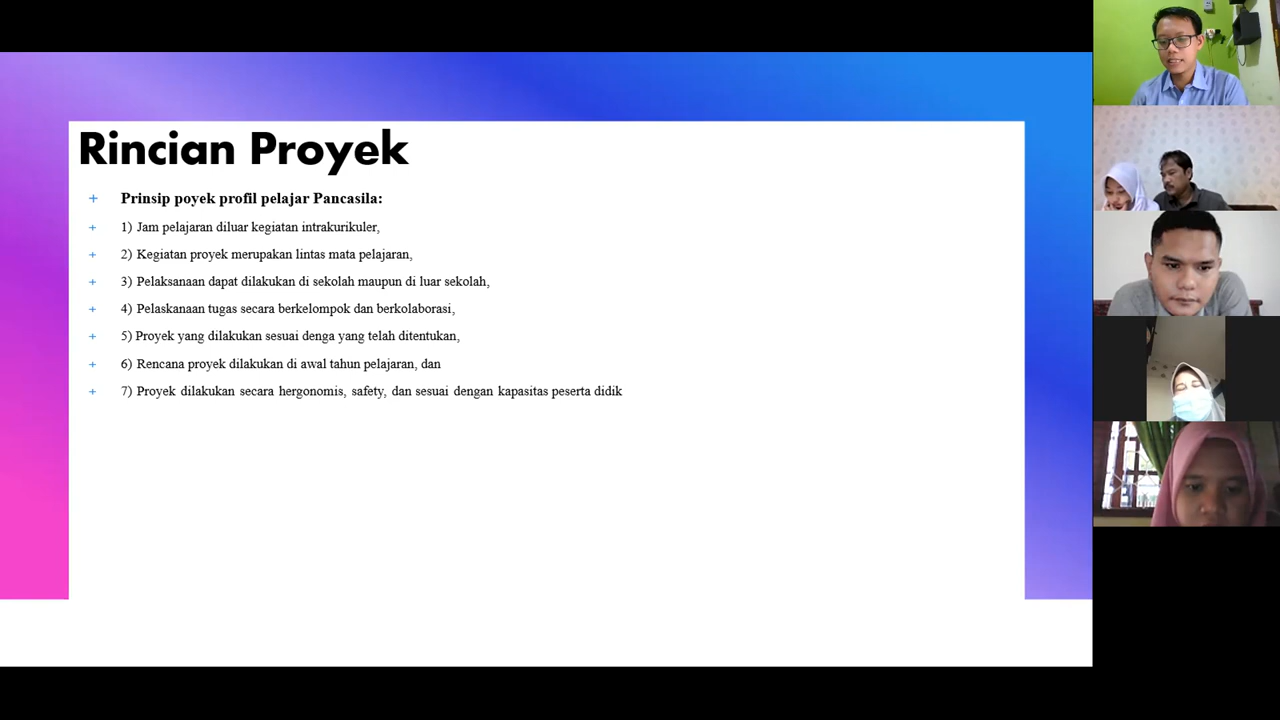 Rincian Proyek
+ Prinsip poyek profil pelajar Pancasila:
+ 1) Jam pelajaran diluar kegiatan intrakurikuler,
+ 2) Kegiatan proyek merupakan lintas mata pelajaran,
+ 3) Pelaksanaan dapat dilakukan di sekolah maupun di luar sekolah,
+ 4) Pelaskanaan tugas secara berkelompok dan berkolaborasi,
+ 5) Proyek yang dilakukan sesuai denga yang telah ditentukan,
+ 6) Rencana proyek dilakukan di awal tahun pelajaran, dan
+ 7) Proyek dilakukan secara hergonomis, safety, dan sesuai dengan kapasitas peserta didik